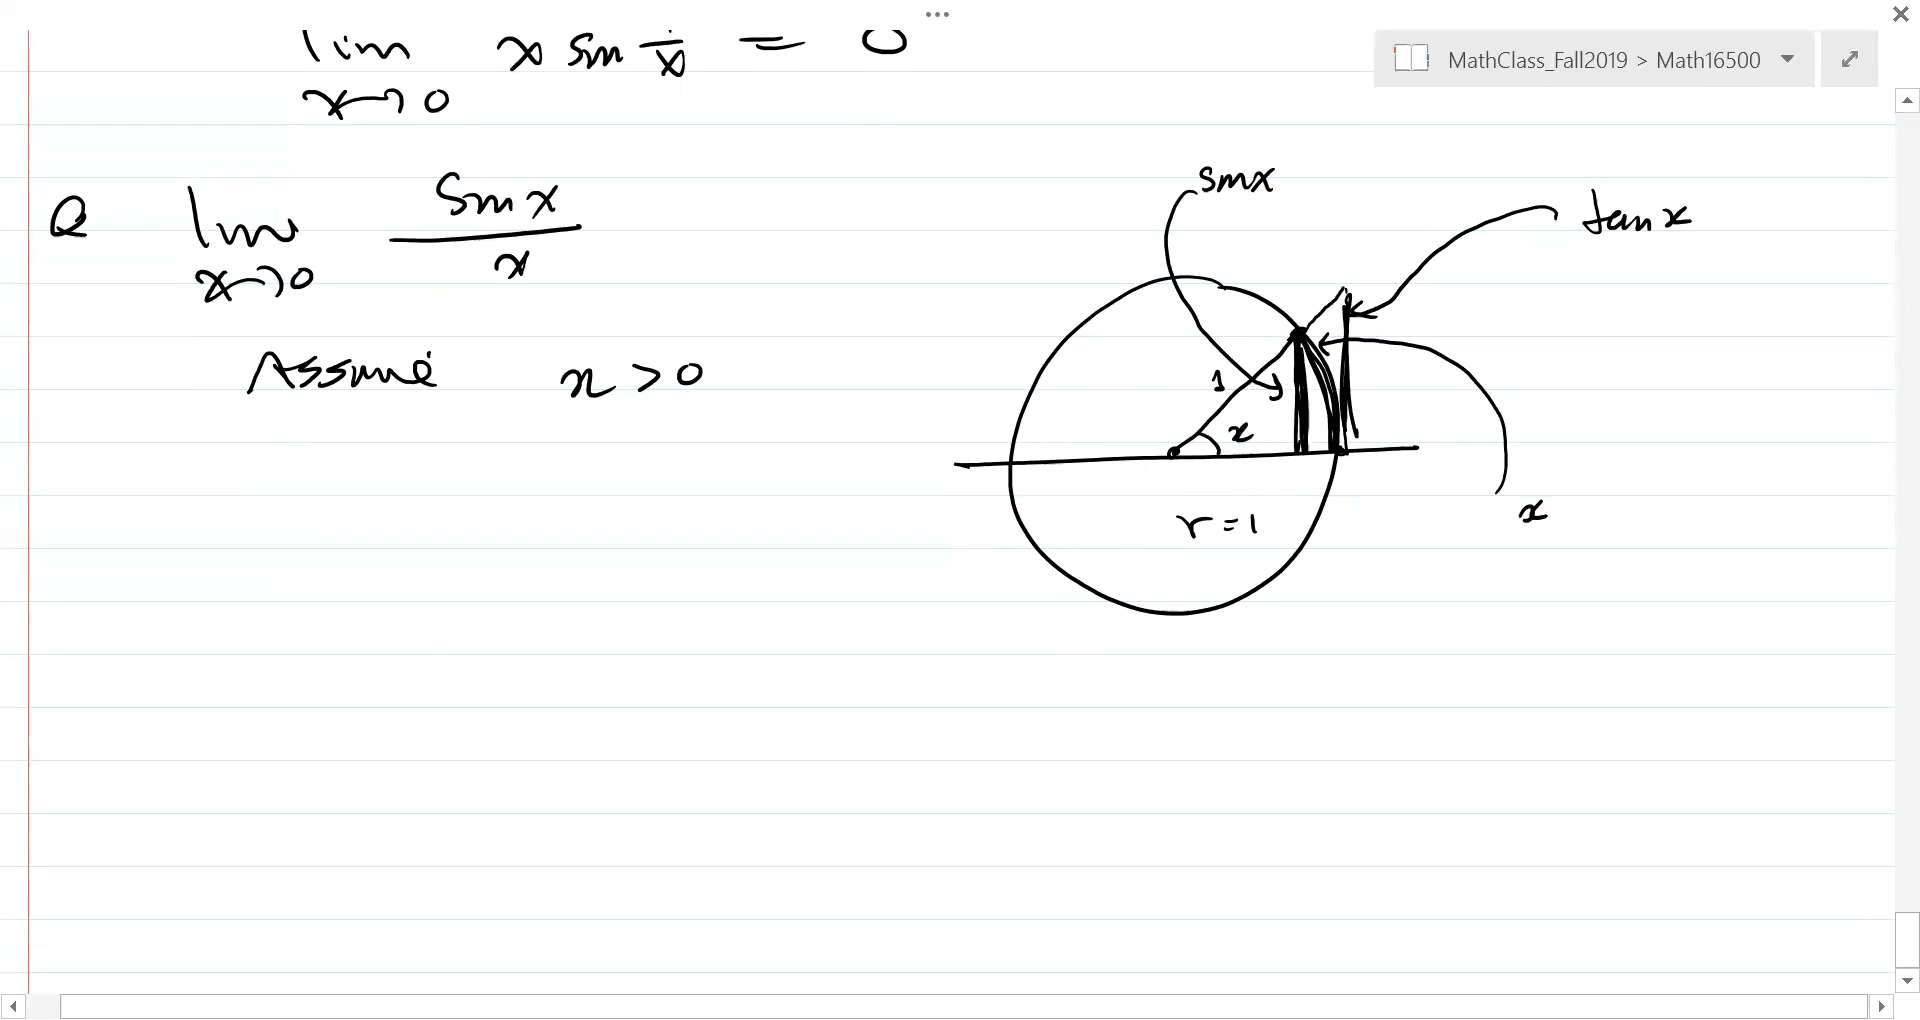 lim x sin 1/x = 0
x→0
MathClass_Fall2019 > Math16500
Q lim sin x / x
x→0
Assume x > 0
sin x
tan x
1
x
r = 1
x